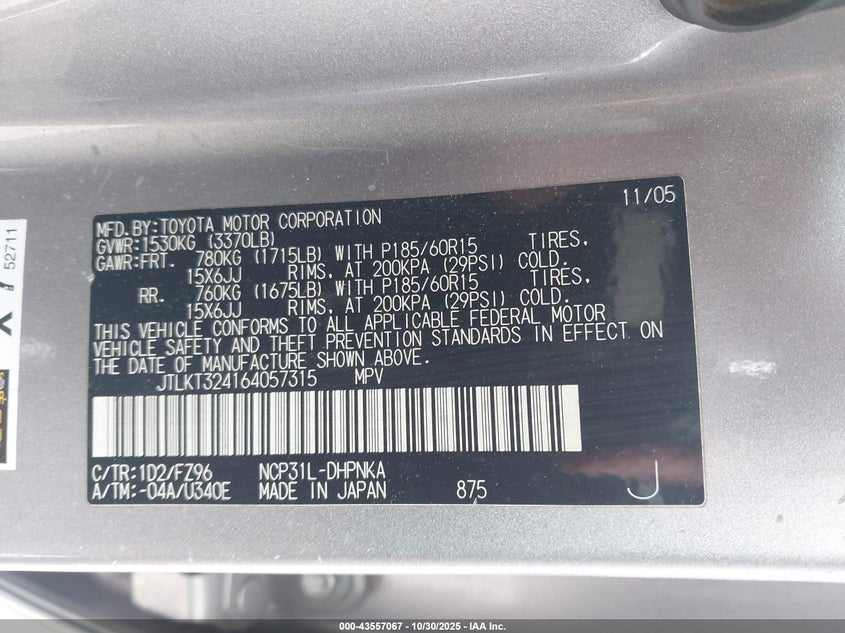 11/05
MFD.BY:TOYOTA MOTOR CORPORATION
GVWR:1530KG (3370LB)
GAWR:FRT. 780KG (1715LB) WITH P185/60R15 TIRES,
15X6JJ RIMS, AT 200KPA (29PSI) COLD.
RR. 760KG (1675LB) WITH P185/60R15 TIRES,
15X6JJ RIMS, AT 200KPA (29PSI) COLD.
THIS VEHICLE CONFORMS TO ALL APPLICABLE FEDERAL MOTOR
VEHICLE SAFETY AND THEFT PREVENTION STANDARDS IN EFFECT ON
THE DATE OF MANUFACTURE SHOWN ABOVE.
JTLKT324164057315 MPV
C/TR:1D2/FZ96 NCP31L-DHPNKA
A/TM:-04A/U340E MADE IN JAPAN 875 J
52711
000-43557067 • 10/30/2025 • IAA Inc.